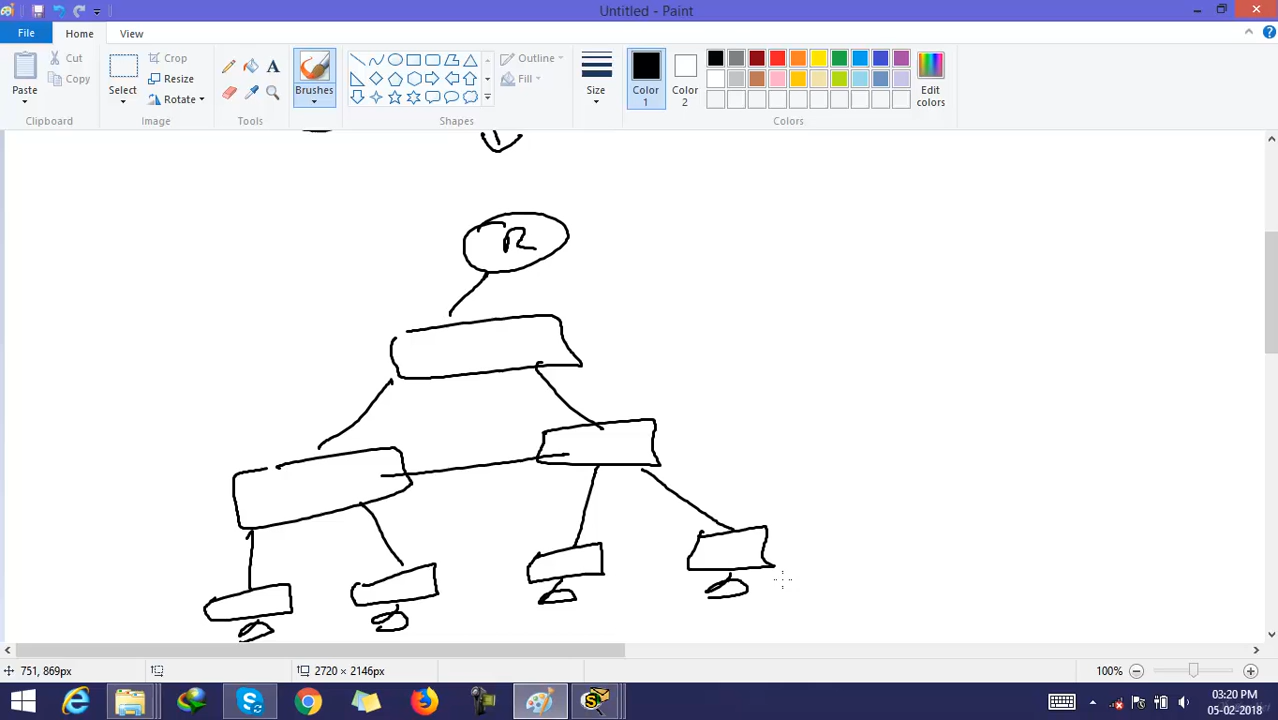 Untitled - Paint
File
Home
View
Paste
Cut
Copy
Clipboard
Select
Crop
Resize
Rotate
Image
A
Tools
Brushes
Outline
Fill
Shapes
Size
Color 1
Color 2
Edit colors
Colors
R
751, 869px
2720 × 2146px
100%
03:20 PM
05-02-2018